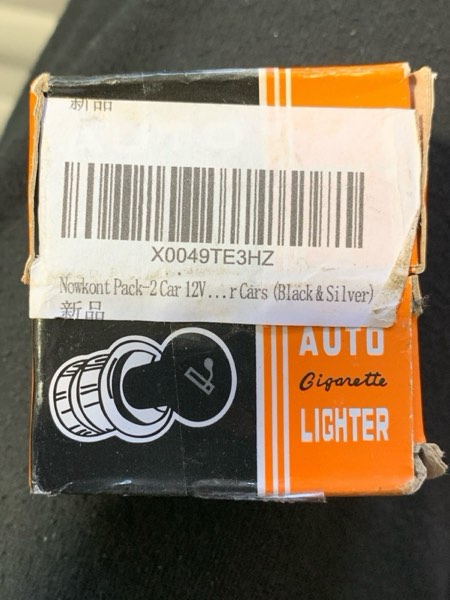 新品
X0049TE3HZ
Nowkont Pack-2 Car 12V...r Cars (Black & Silver)
新品
AUTO
Cigarette
LIGHTER